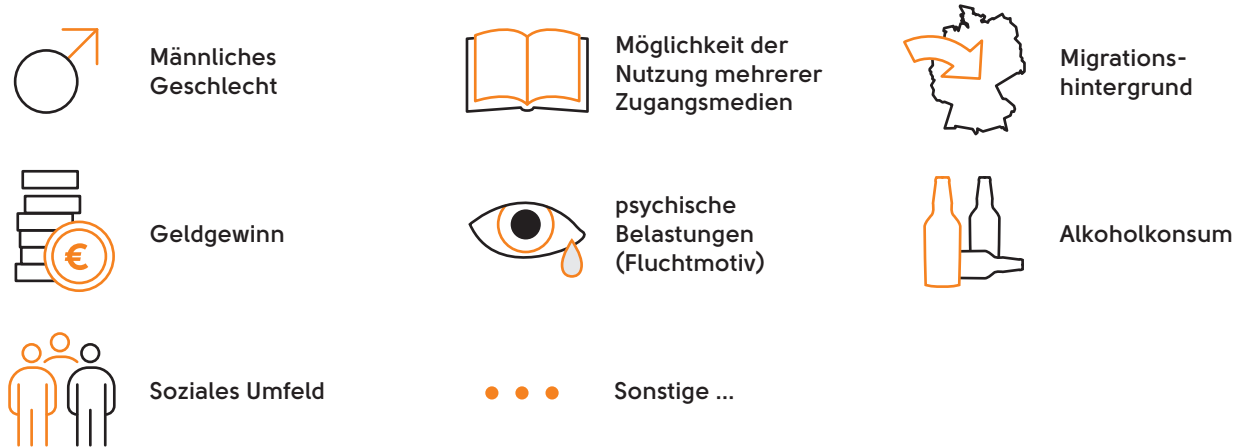 Männliches
Geschlecht
Möglichkeit der
Nutzung mehrerer
Zugangsmedien
Migrations-
hintergrund
Geldgewinn
€
psychische
Belastungen
(Fluchtmotiv)
Alkoholkonsum
Soziales Umfeld
Sonstige ...